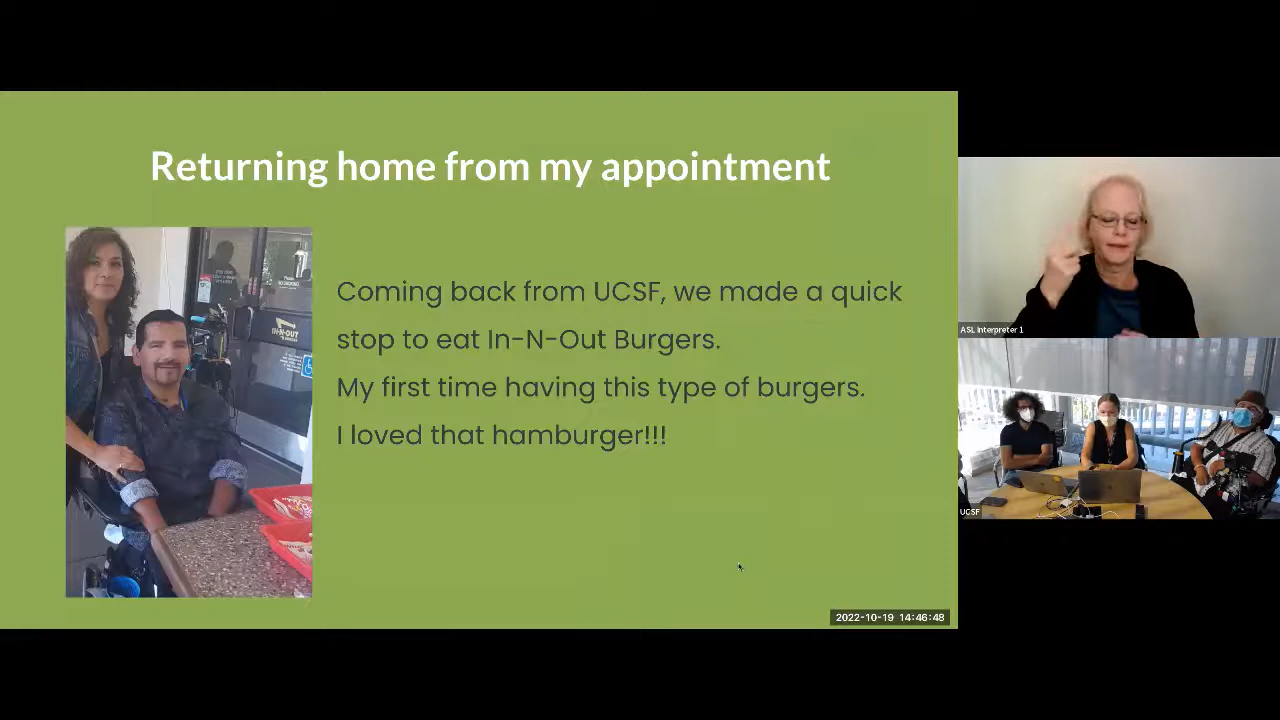 Returning home from my appointment
Coming back from UCSF, we made a quick
stop to eat In-N-Out Burgers.
My first time having this type of burgers.
I loved that hamburger!!!
IN-N-OUT
ASL Interpreter 1
UCSF
2022-10-19 14:46:48